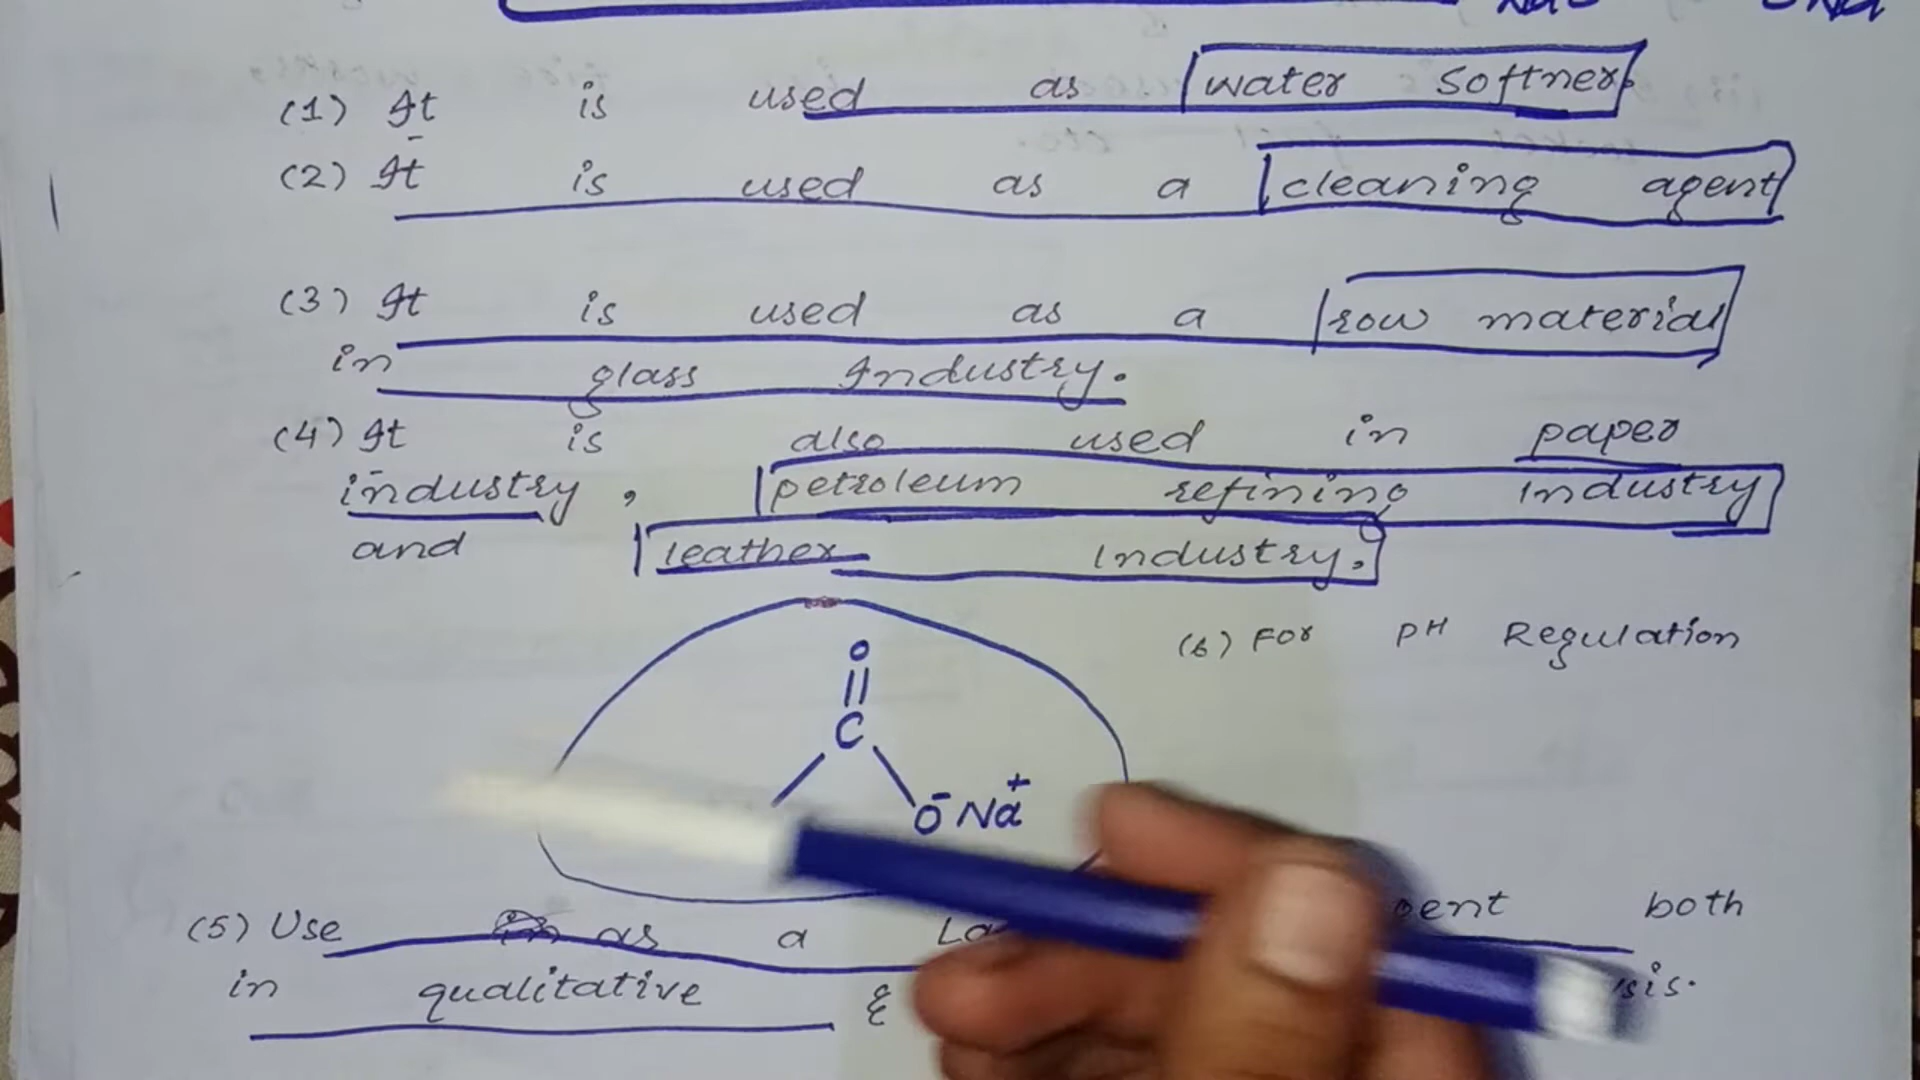 (1) It is used as water softner.
(2) It is used as a cleaning agent
(3) It is used as a row material
in glass Industry.
(4) It is also used in paper
industry, petroleum refining Industry
and leather Industry.
(6) For PH Regulation
O
C
O⁻ Na⁺
(5) Use as a both
in qualitative &